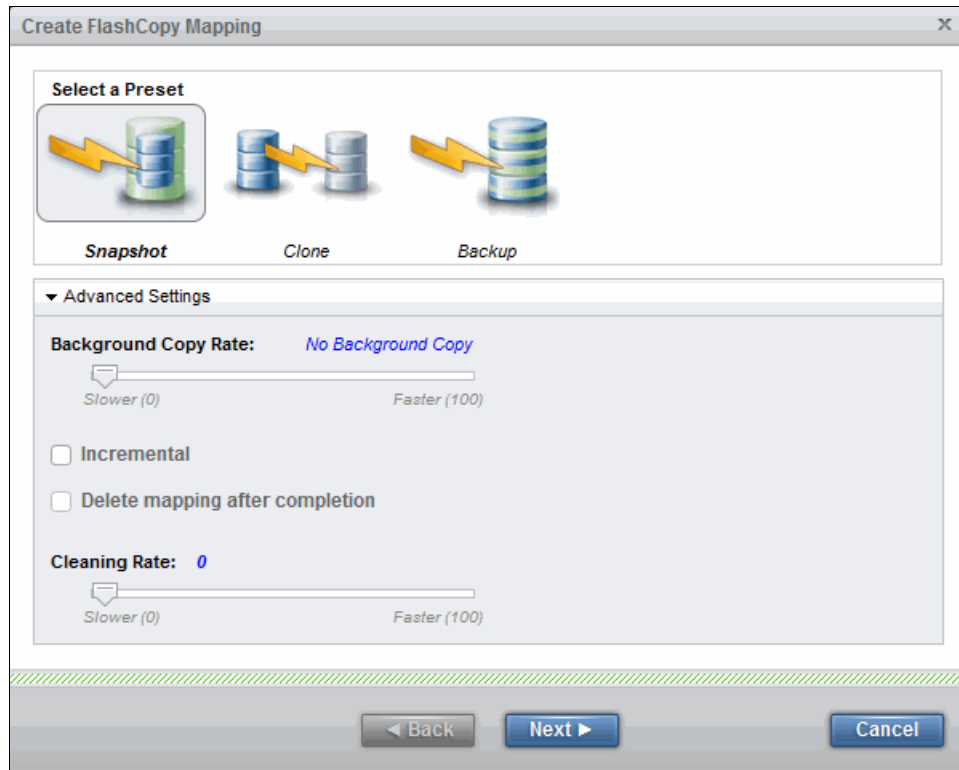 Create FlashCopy Mapping x
Select a Preset
Snapshot Clone Backup
Advanced Settings
Background Copy Rate: No Background Copy
Slower (0) Faster (100)
Incremental
Delete mapping after completion
Cleaning Rate: 0
Slower (0) Faster (100)
Back Next Cancel